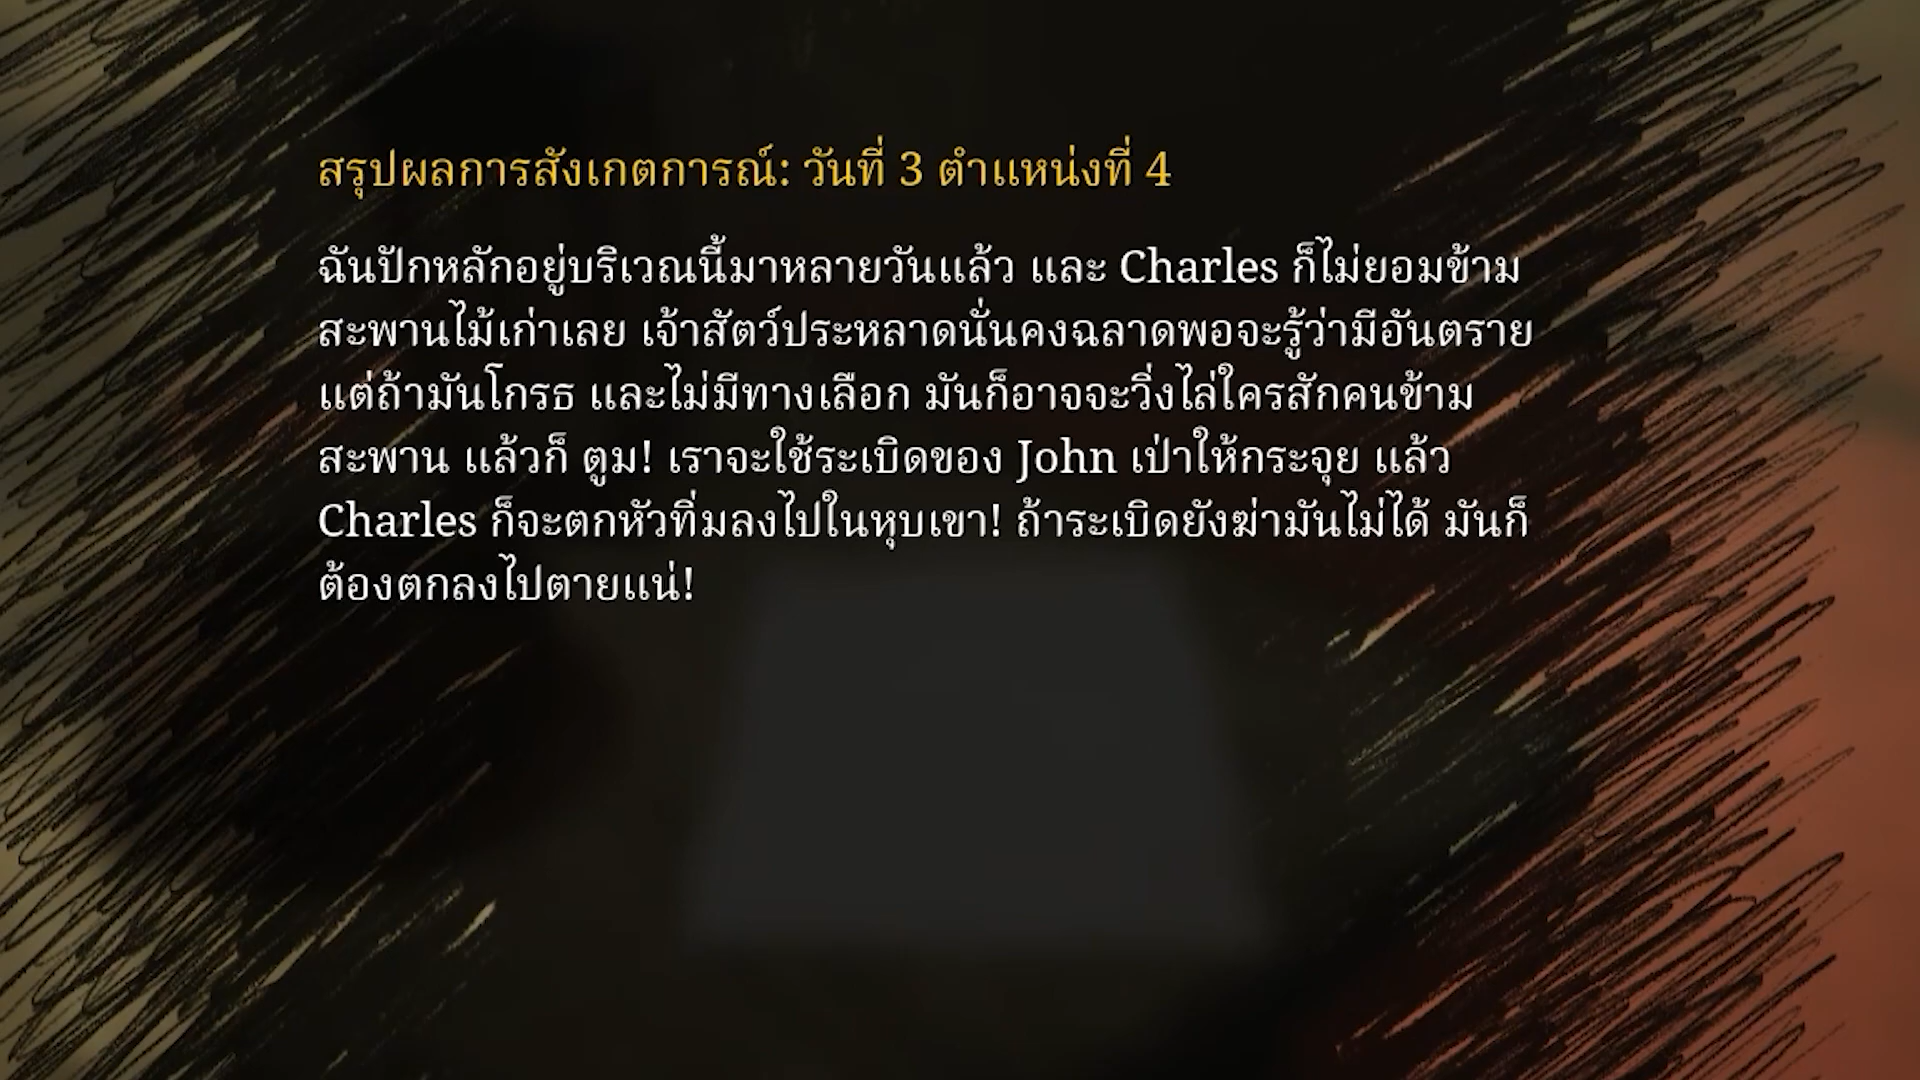 สรุปผลการสังเกตการณ์: วันที่ 3 ตำแหน่งที่ 4
ฉันปักหลักอยู่บริเวณนี้มาหลายวันแล้ว และ Charles ก็ไม่ยอมข้าม
สะพานไม้เก่าเลย เจ้าสัตว์ประหลาดนั่นคงฉลาดพอจะรู้ว่ามีอันตราย
แต่ถ้ามันโกรธ และไม่มีทางเลือก มันก็อาจจะวิ่งไล่ใครสักคนข้าม
สะพาน แล้วก็ ตูม! เราจะใช้ระเบิดของ John เป่าให้กระจุย แล้ว
Charles ก็จะตกหัวทิ่มลงไปในหุบเขา! ถ้าระเบิดยังฆ่ามันไม่ได้ มันก็
ต้องตกลงไปตายแน่!